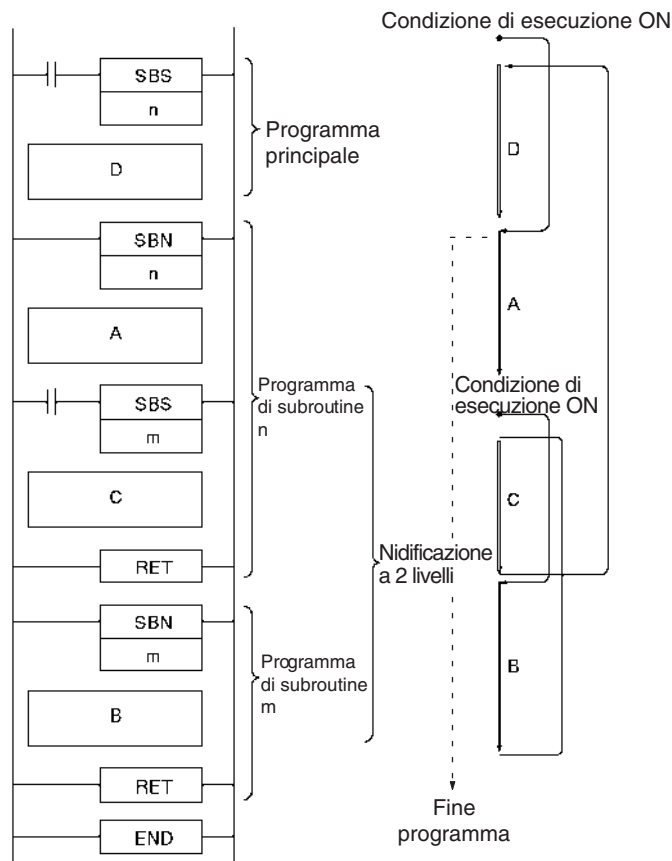 SBS
n
D
Programma
principale
SBN
n
A
SBS
m
C
RET
Programma
di subroutine
n
SBN
m
B
RET
END
Programma
di subroutine
m
Nidificazione
a 2 livelli
Condizione di esecuzione ON
D
A
Condizione di
esecuzione ON
C
B
Fine
programma